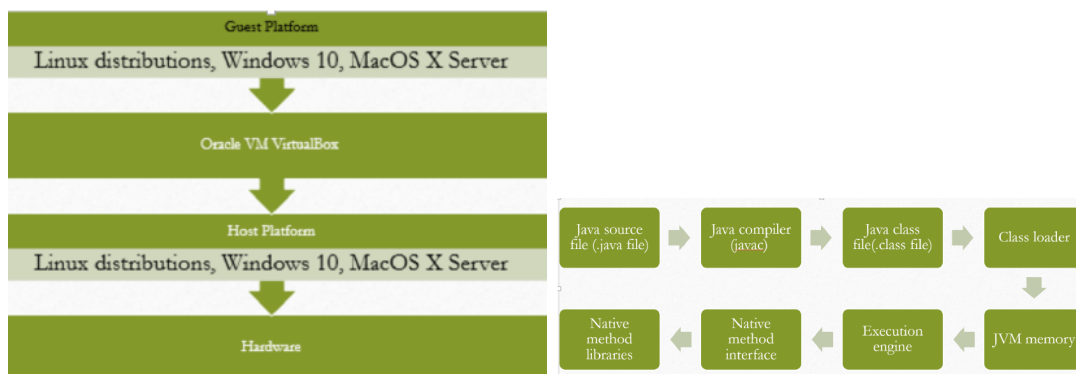 Guest Platform
Linux distributions, Windows 10, MacOS X Server
Oracle VM VirtualBox
Host Platform
Linux distributions, Windows 10, MacOS X Server
Hardware
Java source
file (.java file)
Java compiler
(javac)
Java class
file(.class file)
Class loader
JVM memory
Execution
engine
Native
method
interface
Native
method
libraries